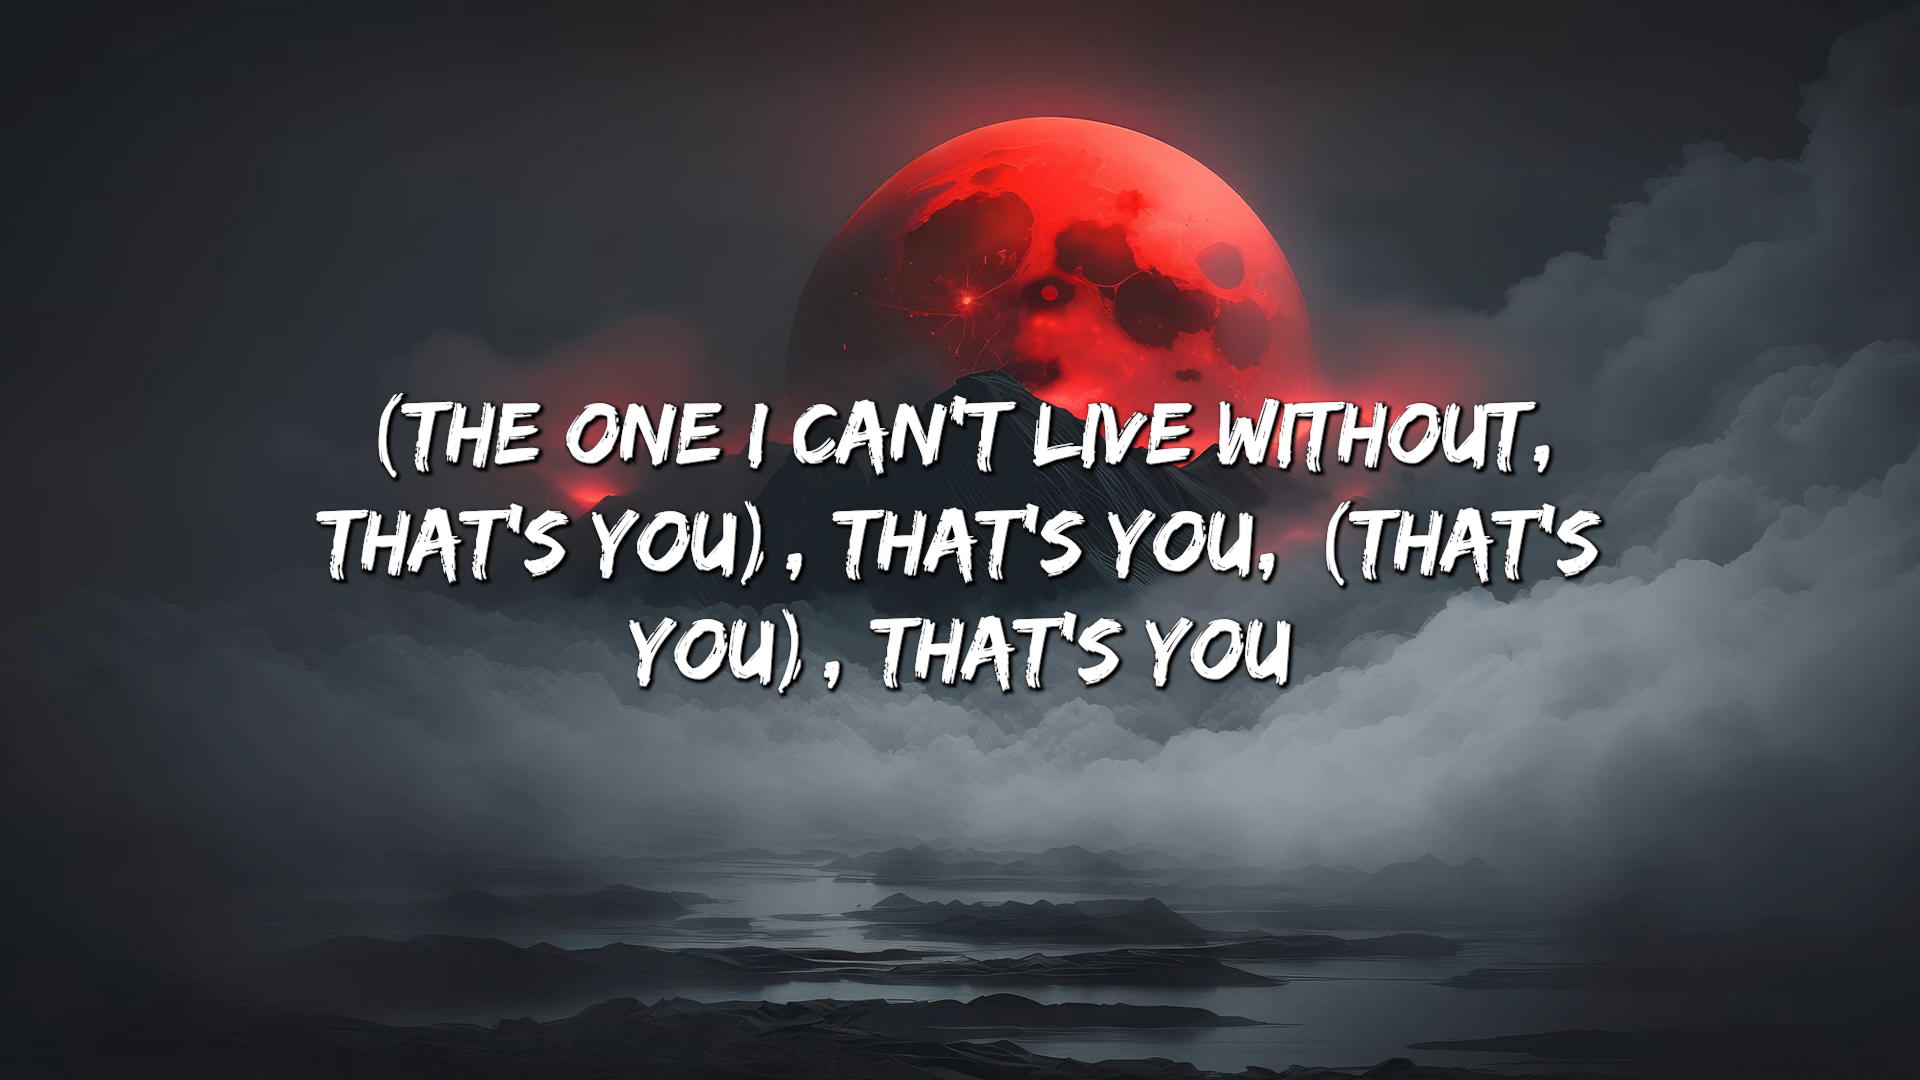 (THE ONE I CAN'T LIVE WITHOUT,
THAT'S YOU), THAT'S YOU, (THAT'S
YOU), THAT'S YOU